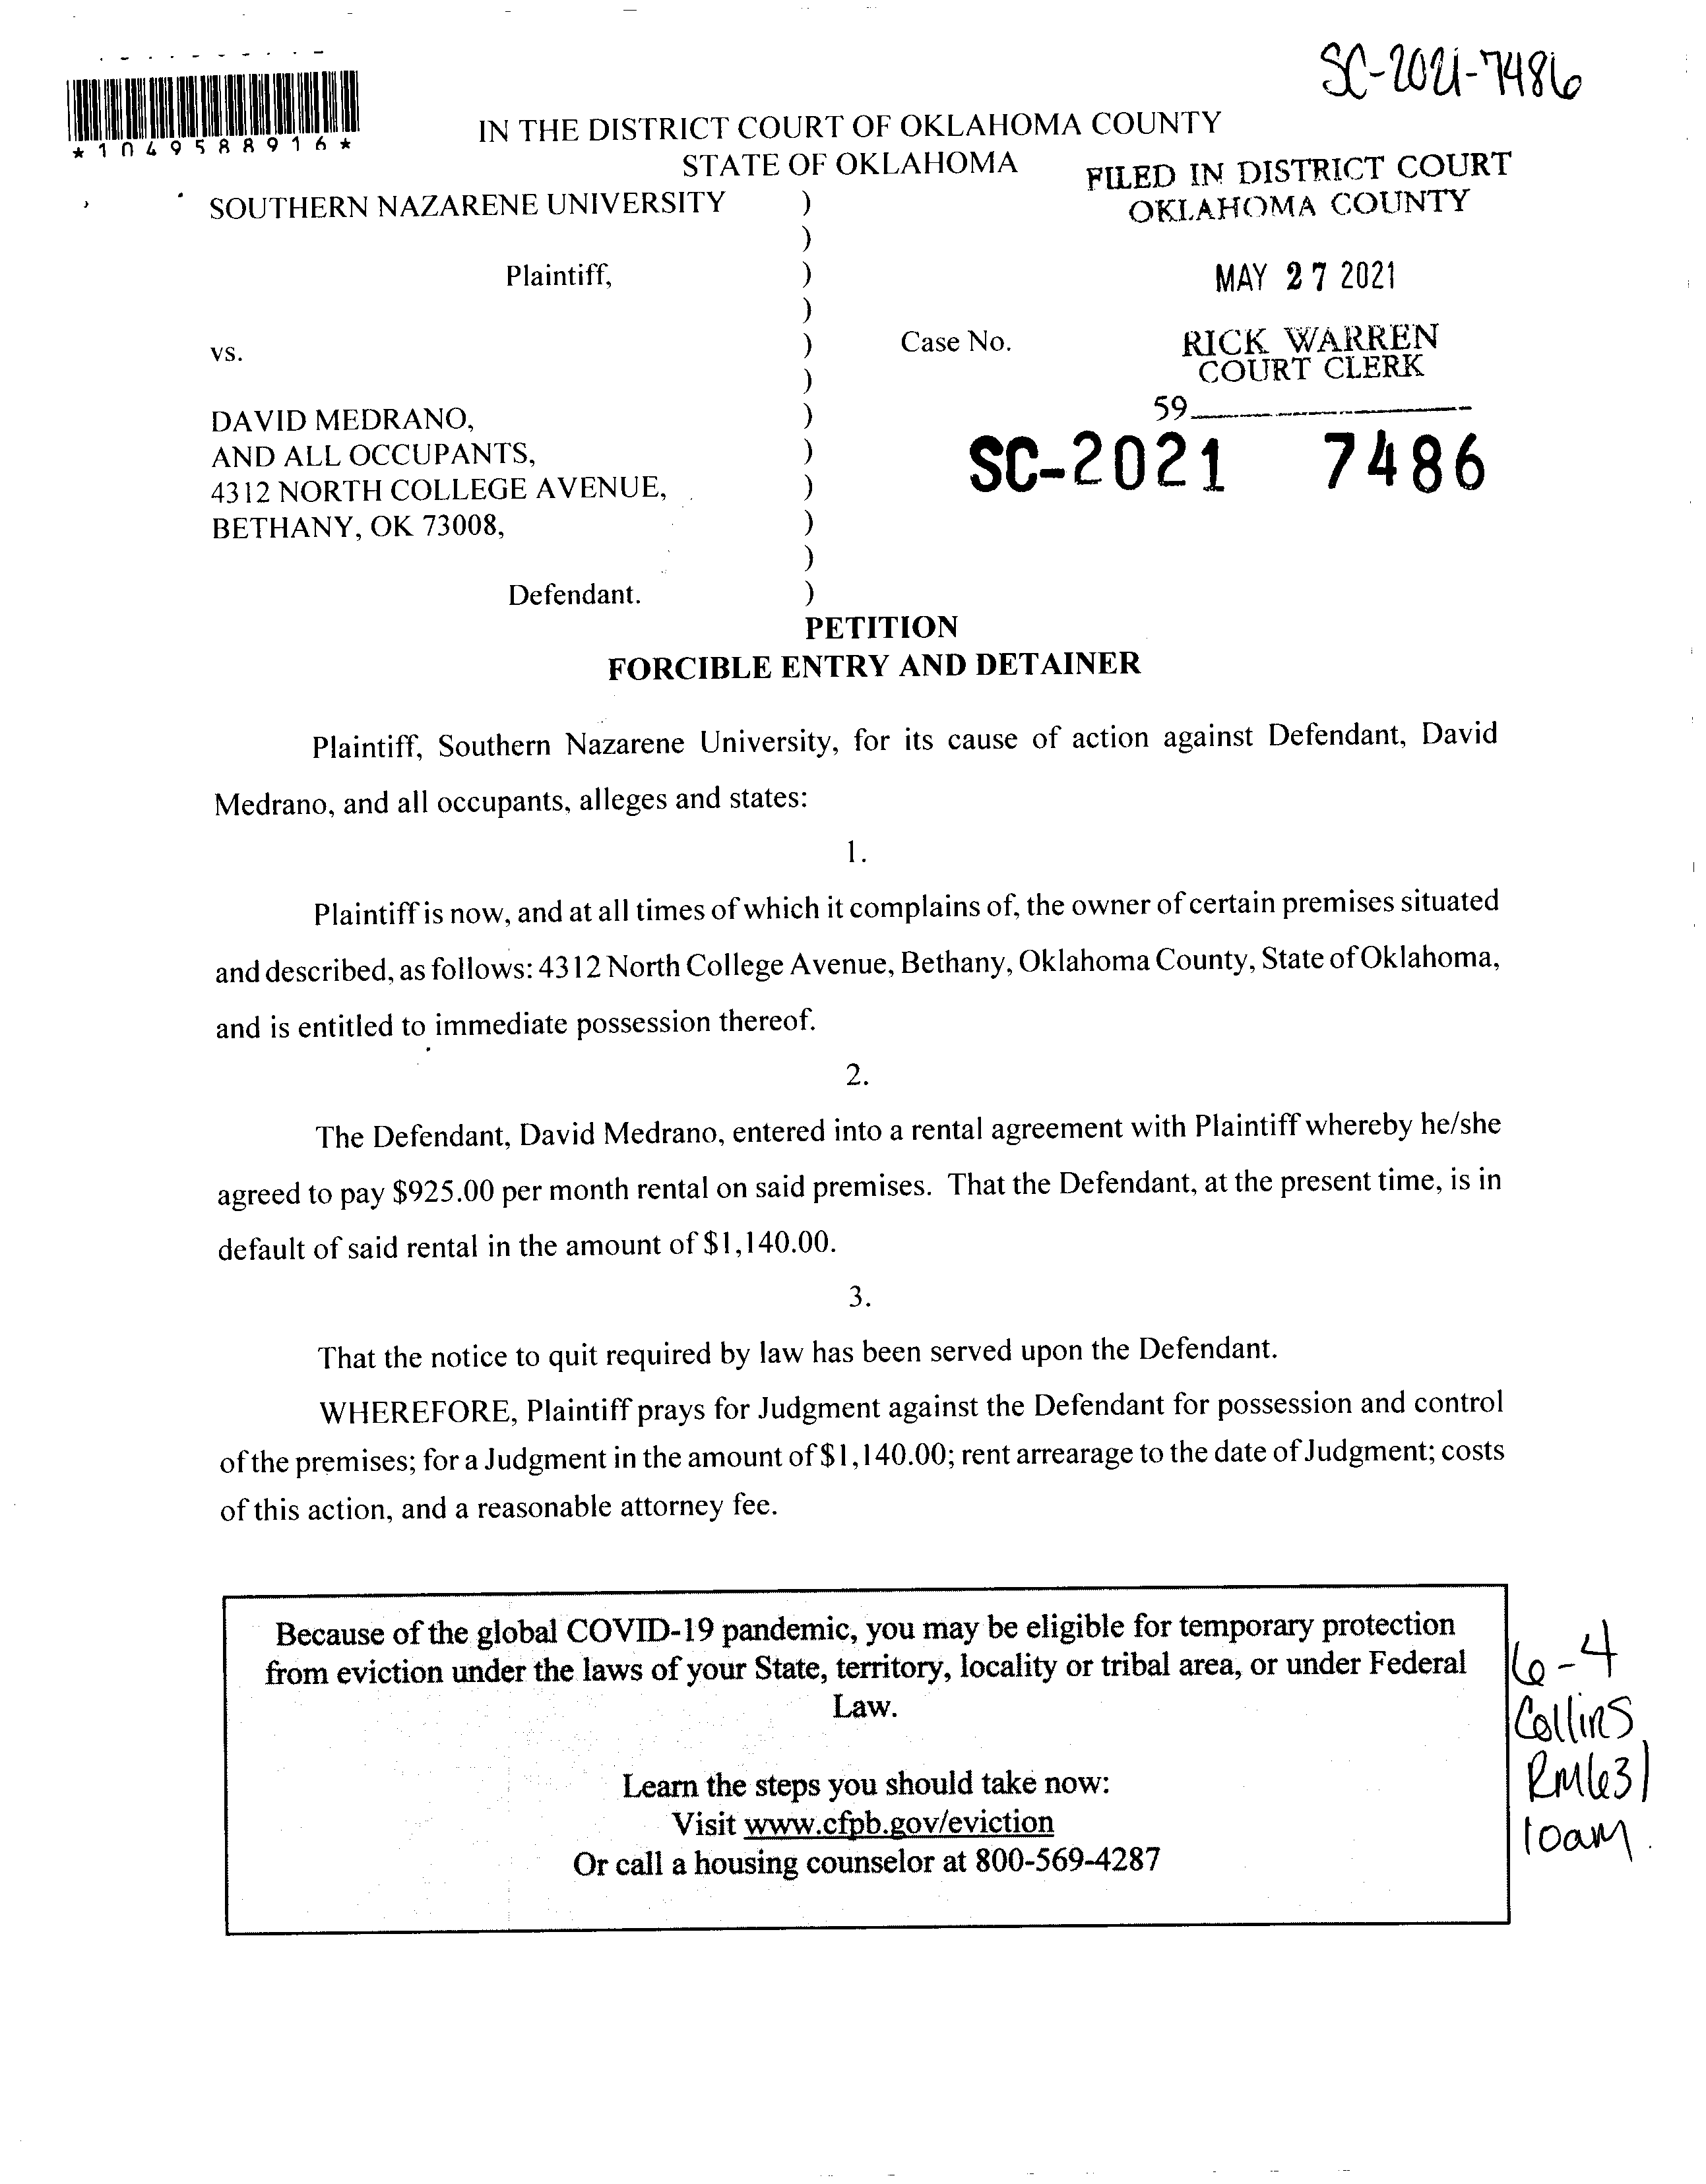 SC-2021-7486
*1049588916*
IN THE DISTRICT COURT OF OKLAHOMA COUNTY
STATE OF OKLAHOMA
FILED IN DISTRICT COURT
OKLAHOMA COUNTY
SOUTHERN NAZARENE UNIVERSITY )
)
Plaintiff, )
MAY 27 2021
)
vs. ) Case No.
RICK WARREN
COURT CLERK
)
59
DAVID MEDRANO, )
AND ALL OCCUPANTS, )
SC-2021 7486
4312 NORTH COLLEGE AVENUE, )
BETHANY, OK 73008, )
)
Defendant. )
PETITION
FORCIBLE ENTRY AND DETAINER
Plaintiff, Southern Nazarene University, for its cause of action against Defendant, David
Medrano, and all occupants, alleges and states:
1.
Plaintiff is now, and at all times of which it complains of, the owner of certain premises situated
and described, as follows: 4312 North College Avenue, Bethany, Oklahoma County, State of Oklahoma,
and is entitled to immediate possession thereof.
2.
The Defendant, David Medrano, entered into a rental agreement with Plaintiff whereby he/she
agreed to pay $925.00 per month rental on said premises. That the Defendant, at the present time, is in
default of said rental in the amount of $1,140.00.
3.
That the notice to quit required by law has been served upon the Defendant.
WHEREFORE, Plaintiff prays for Judgment against the Defendant for possession and control
of the premises; for a Judgment in the amount of $1,140.00; rent arrearage to the date of Judgment; costs
of this action, and a reasonable attorney fee.
Because of the global COVID-19 pandemic, you may be eligible for temporary protection
from eviction under the laws of your State, territory, locality or tribal area, or under Federal
Law.
Learn the steps you should take now:
Visit www.cfpb.gov/eviction
Or call a housing counselor at 800-569-4287
6-4
Collins
RM631
10am.